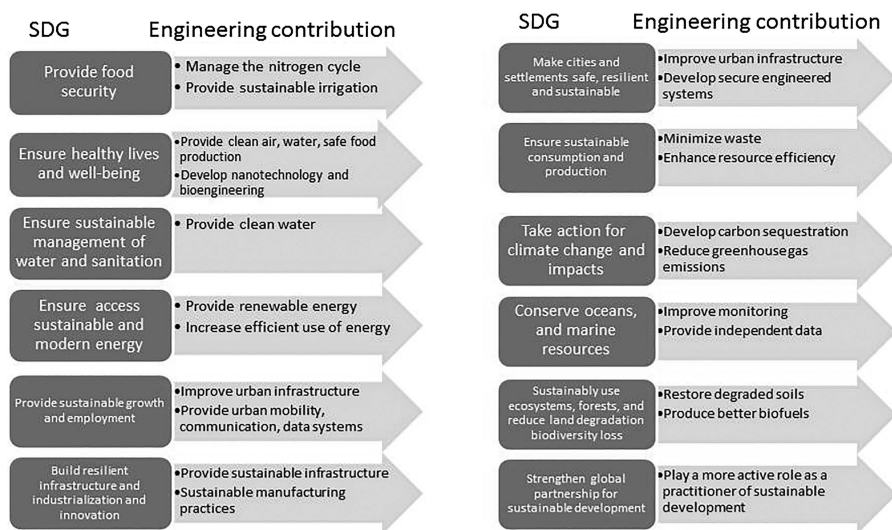 SDG Engineering contribution
Provide food
security
• Manage the nitrogen cycle
• Provide sustainable irrigation
Ensure healthy lives
and well-being
•Provide clean air, water, safe food
production
•Develop nanotechnology and
bioengineering
Ensure sustainable
management of
water and sanitation
• Provide clean water
Ensure access
sustainable and
modern energy
• Provide renewable energy
• Increase efficient use of energy
Provide sustainable growth
and employment
•Improve urban infrastructure
•Provide urban mobility,
communication, data systems
Build resilient
infrastructure and
industrialization and
innovation
•Provide sustainable infrastructure
•Sustainable manufacturing
practices
SDG Engineering contribution
Make cities and
settlements safe, resilient
and sustainable
•Improve urban infrastructure
•Develop secure engineered
systems
Ensure sustainable
consumption and
production
•Minimize waste
•Enhance resource efficiency
Take action for
climate change and
impacts
•Develop carbon sequestration
•Reduce greenhouse gas
emissions
Conserve oceans,
and marine
resources
•Improve monitoring
•Provide independent data
Sustainably use
ecosystems, forests, and
reduce land degradation
biodiversity loss
•Restore degraded soils
•Produce better biofuels
Strengthen global
partnership for
sustainable development
•Play a more active role as a
practitioner of sustainable
development